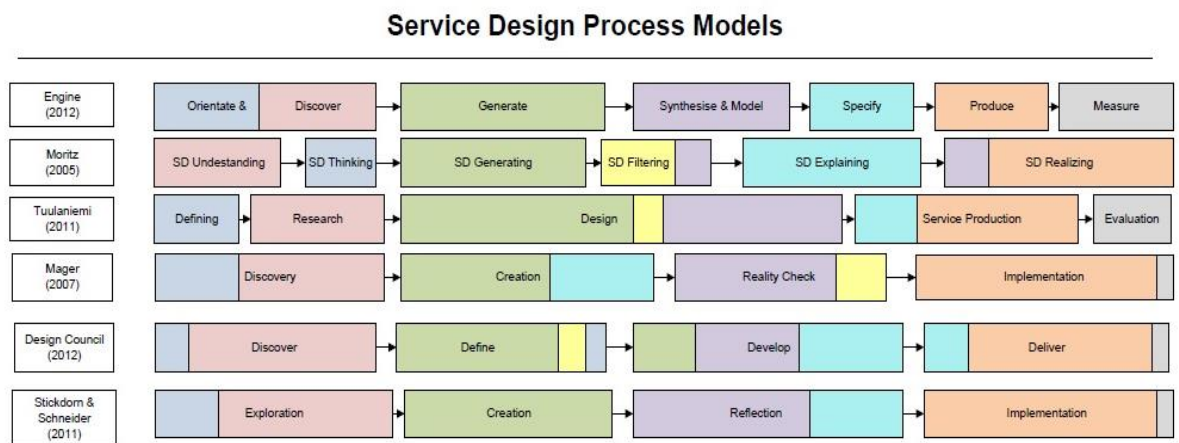 Service Design Process Models
Engine
(2012)
Orientate &
Discover
Generate
Synthesise & Model
Specify
Produce
Measure
Moritz
(2005)
SD Undestanding
SD Thinking
SD Generating
SD Filtering
SD Explaining
SD Realizing
Tuulaniemi
(2011)
Defining
Research
Design
Service Production
Evaluation
Mager
(2007)
Discovery
Creation
Reality Check
Implementation
Design Council
(2012)
Discover
Define
Develop
Deliver
Stickdorn &
Schneider
(2011)
Exploration
Creation
Reflection
Implementation